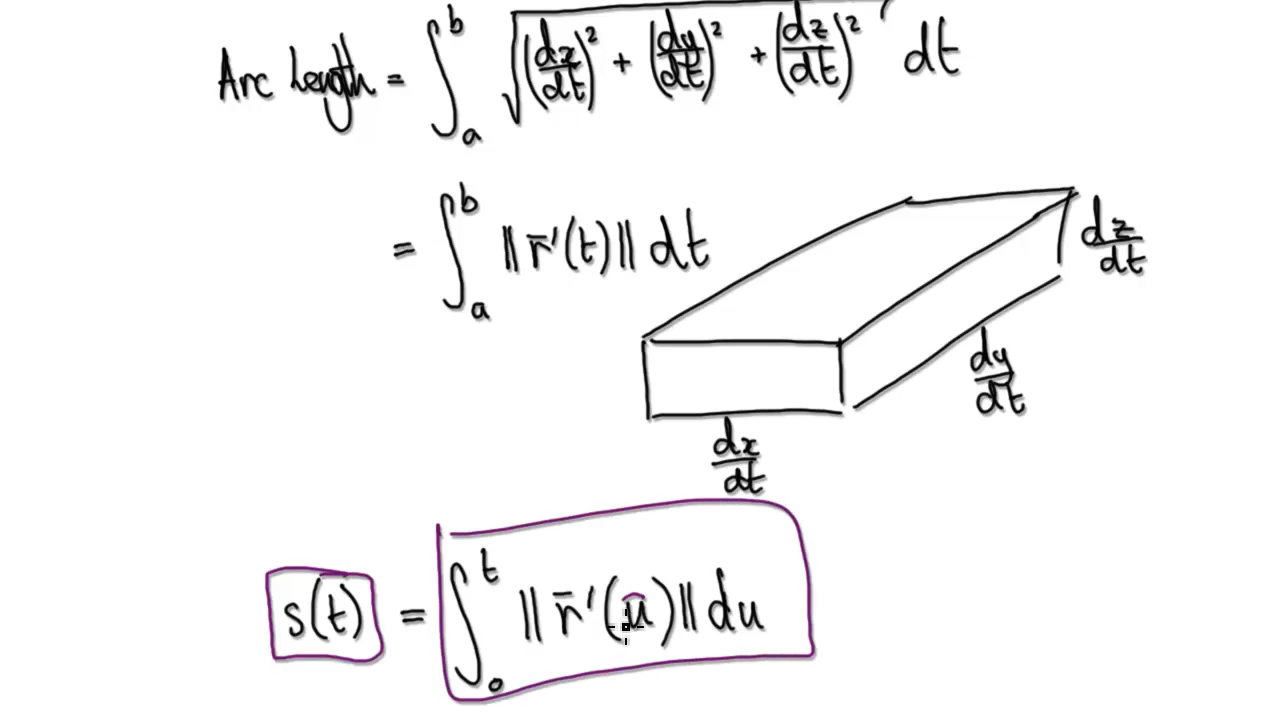 Arc Length = ∫_a^b √((dx/dt)² + (dy/dt)² + (dz/dt)²) dt
= ∫_a^b ‖r̄'(t)‖ dt
dz/dt
dy/dt
dx/dt
s(t) = ∫_0^t ‖r̄'(u)‖ du